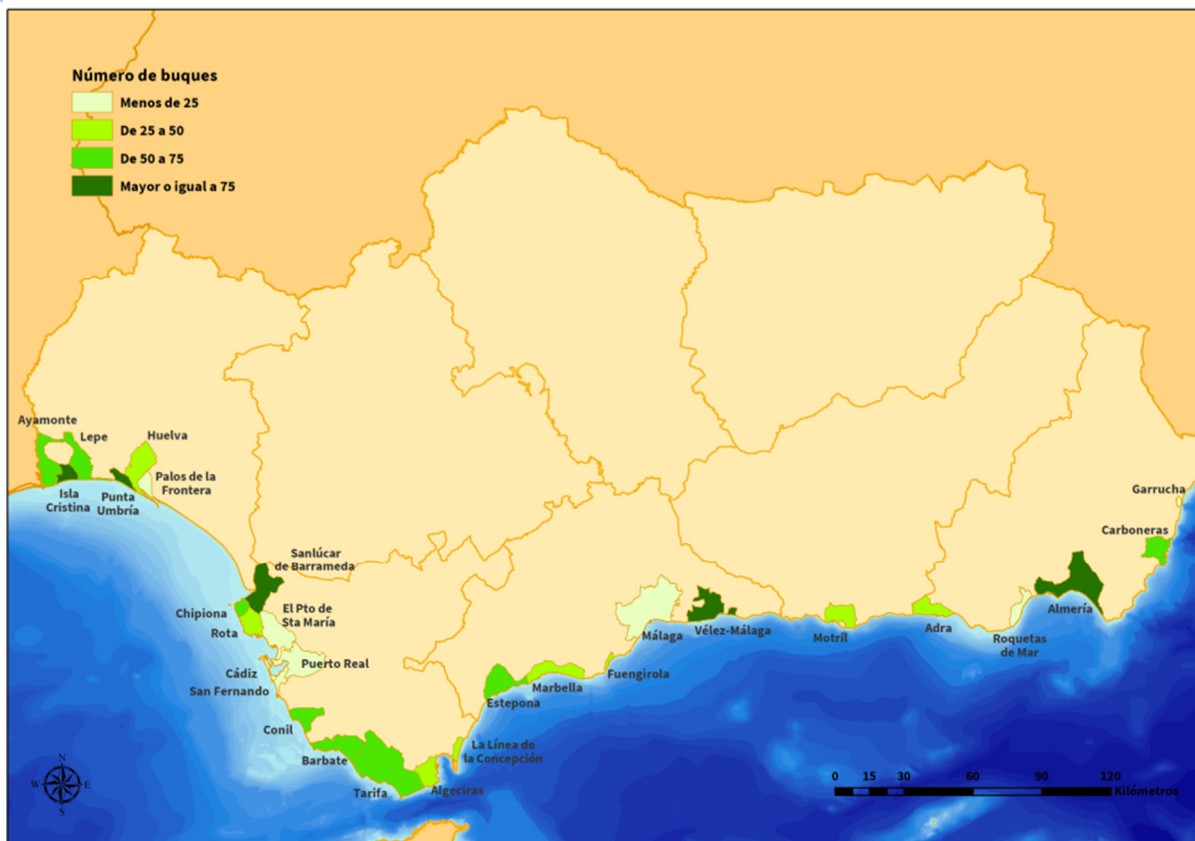 Número de buques
Menos de 25
De 25 a 50
De 50 a 75
Mayor o igual a 75
Ayamonte
Lepe
Huelva
Palos de la
Frontera
Isla
Cristina
Punta
Umbría
Garrucha
Carboneras
Sanlúcar
de Barrameda
Chipiona
El Pto de
Sta María
Rota
Almería
Vélez-Málaga
Málaga
Motril
Adra
Roquetas
de Mar
Puerto Real
Cádiz
San Fernando
Fuengirola
Marbella
Estepona
Conil
La Línea de
la Concepción
Barbate
Tarifa
Algeciras
N
W
E
S
0 15 30 60 90 120
Kilómetros